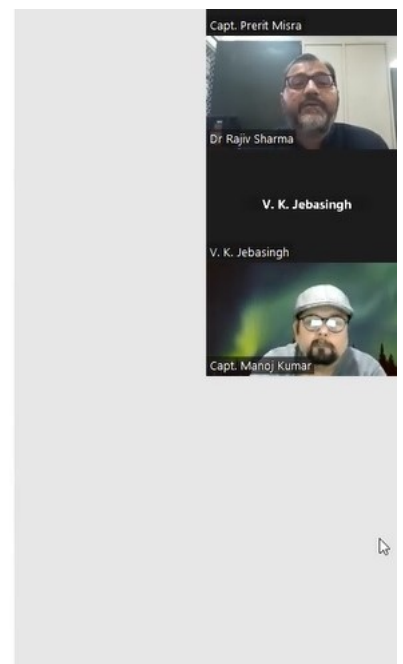 Capt. Prerit Misra
Dr Rajiv Sharma
V. K. Jebasingh
V. K. Jebasingh
Capt. Manoj Kumar